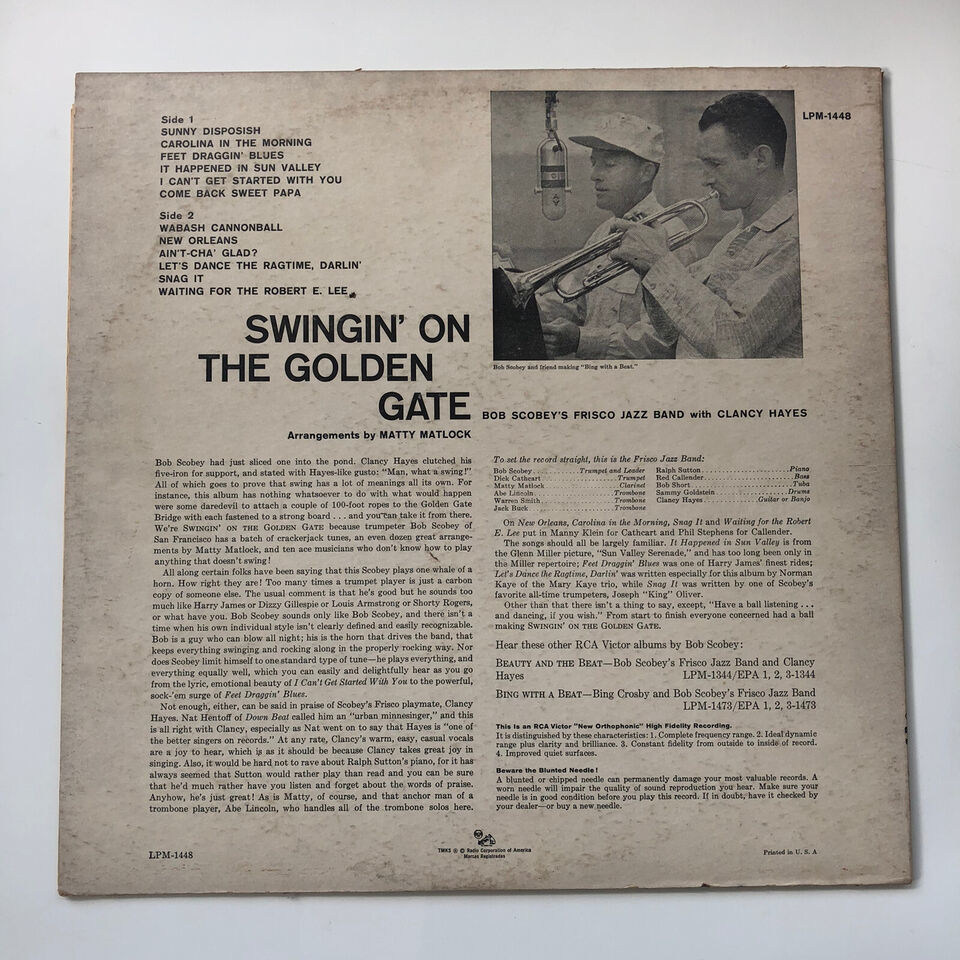 Side 1
SUNNY DISPOSISH
CAROLINA IN THE MORNING
FEET DRAGGIN' BLUES
IT HAPPENED IN SUN VALLEY
I CAN'T GET STARTED WITH YOU
COME BACK SWEET PAPA
Side 2
WABASH CANNONBALL
NEW ORLEANS
AIN'T-CHA' GLAD?
LET'S DANCE THE RAGTIME, DARLIN'
SNAG IT
WAITING FOR THE ROBERT E. LEE
LPM-1448
Bob Scobey and friend making "Bing with a Beat."
SWINGIN' ON
THE GOLDEN
GATE
BOB SCOBEY'S FRISCO JAZZ BAND with CLANCY HAYES
Arrangements by MATTY MATLOCK
Bob Scobey had just sliced one into the pond. Clancy Hayes clutched his
five-iron for support, and stated with Hayes-like gusto: "Man, what a swing!"
All of which goes to prove that swing has a lot of meanings all its own. For
instance, this album has nothing whatsoever to do with what would happen
were some daredevil to attach a couple of 100-foot ropes to the Golden Gate
Bridge with each fastened to a strong board . . . and you can take it from there.
We're SWINGIN' ON THE GOLDEN GATE because trumpeter Bob Scobey of
San Francisco has a batch of crackerjack tunes, an even dozen great arrange-
ments by Matty Matlock, and ten ace musicians who don't know how to play
anything that doesn't swing!
All along certain folks have been saying that this Scobey plays one whale of a
horn. How right they are! Too many times a trumpet player is just a carbon
copy of someone else. The usual comment is that he's good but he sounds too
much like Harry James or Dizzy Gillespie or Louis Armstrong or Shorty Rogers,
or what have you. Bob Scobey sounds only like Bob Scobey, and there isn't a
time when his own individual style isn't clearly defined and easily recognizable.
Bob is a guy who can blow all night; his is the horn that drives the band, that
keeps everything swinging and rocking along in the properly rocking way. Nor
does Scobey limit himself to one standard type of tune—he plays everything, and
everything equally well, which you can easily and delightfully hear as you go
from the lyric, emotional beauty of I Can't Get Started With You to the powerful,
sock-'em surge of Feet Draggin' Blues.
Not enough, either, can be said in praise of Scobey's Frisco playmate, Clancy
Hayes. Nat Hentoff of Down Beat called him an "urban minnesinger," and this
is all right with Clancy, especially as Nat went on to say that Hayes is "one of
the better singers on records." At any rate, Clancy's warm, easy, casual vocals
are a joy to hear, which is as it should be because Clancy takes great joy in
singing. Also, it would be hard not to rave about Ralph Sutton's piano, for it has
always seemed that Sutton would rather play than read and you can be sure
that he'd much rather have you listen and forget about the words of praise.
Anyhow, he's just great! As is Matty, of course, and that anchor man of a
trombone player, Abe Lincoln, who handles all of the trombone solos here.
To set the record straight, this is the Frisco Jazz Band:
Bob Scobey Trumpet and Leader
Dick Cathcart Trumpet
Matty Matlock Clarinet
Abe Lincoln Trombone
Warren Smith Trombone
Jack Buck Trombone
Ralph Sutton Piano
Red Callender Bass
Bob Short Tuba
Sammy Goldstein Drums
Clancy Hayes Guitar or Banjo
On New Orleans, Carolina in the Morning, Snag It and Waiting for the Robert
E. Lee put in Manny Klein for Cathcart and Phil Stephens for Callender.
The songs should all be largely familiar. It Happened in Sun Valley is from
the Glenn Miller picture, "Sun Valley Serenade," and has too long been only in
the Miller repertoire; Feet Draggin' Blues was one of Harry James' finest rides;
Let's Dance the Ragtime, Darlin' was written especially for this album by Norman
Kaye of the Mary Kaye trio, while Snag It was written by one of Scobey's
favorite all-time trumpeters, Joseph "King" Oliver.
Other than that there isn't a thing to say, except, "Have a ball listening . . .
and dancing, if you wish." From start to finish everyone concerned had a ball
making SWINGIN' ON THE GOLDEN GATE.
Hear these other RCA Victor albums by Bob Scobey:
BEAUTY AND THE BEAT—Bob Scobey's Frisco Jazz Band and Clancy
Hayes LPM-1344/EPA 1, 2, 3-1344
BING WITH A BEAT—Bing Crosby and Bob Scobey's Frisco Jazz Band
LPM-1473/EPA 1, 2, 3-1473
This is an RCA Victor "New Orthophonic" High Fidelity Recording.
It is distinguished by these characteristics: 1. Complete frequency range. 2. Ideal dynamic
range plus clarity and brilliance. 3. Constant fidelity from outside to inside of record.
4. Improved quiet surfaces.
Beware the Blunted Needle!
A blunted or chipped needle can permanently damage your most valuable records. A
worn needle will impair the quality of sound reproduction you hear. Make sure your
needle is in good condition before you play this record. If in doubt, have it checked by
your dealer—or buy a new needle.
LPM-1448
TMKS ® © Radio Corporation of America
Marcas Registradas
Printed in U. S. A